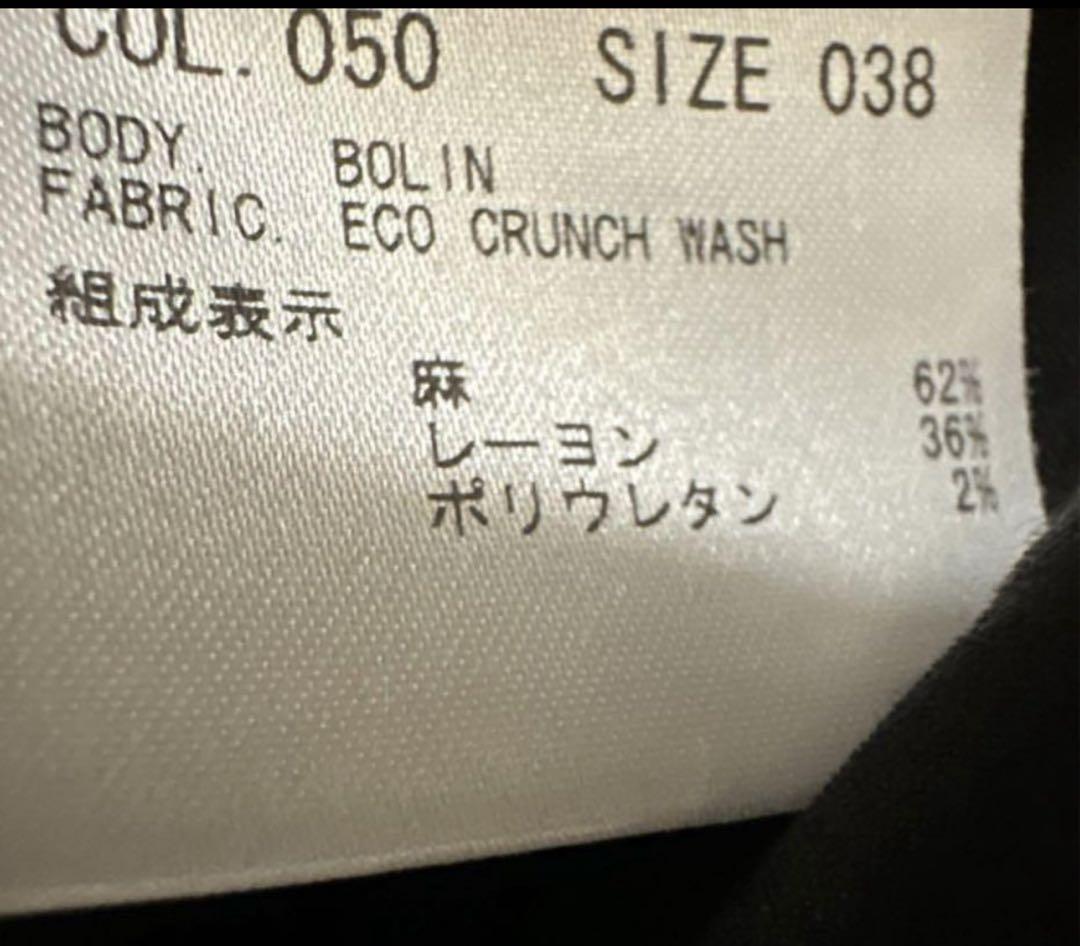 COL. 050 SIZE 038
BODY. BOLIN
FABRIC. ECO CRUNCH WASH
組成表示
麻 62%
レーヨン 36%
ポリウレタン 2%